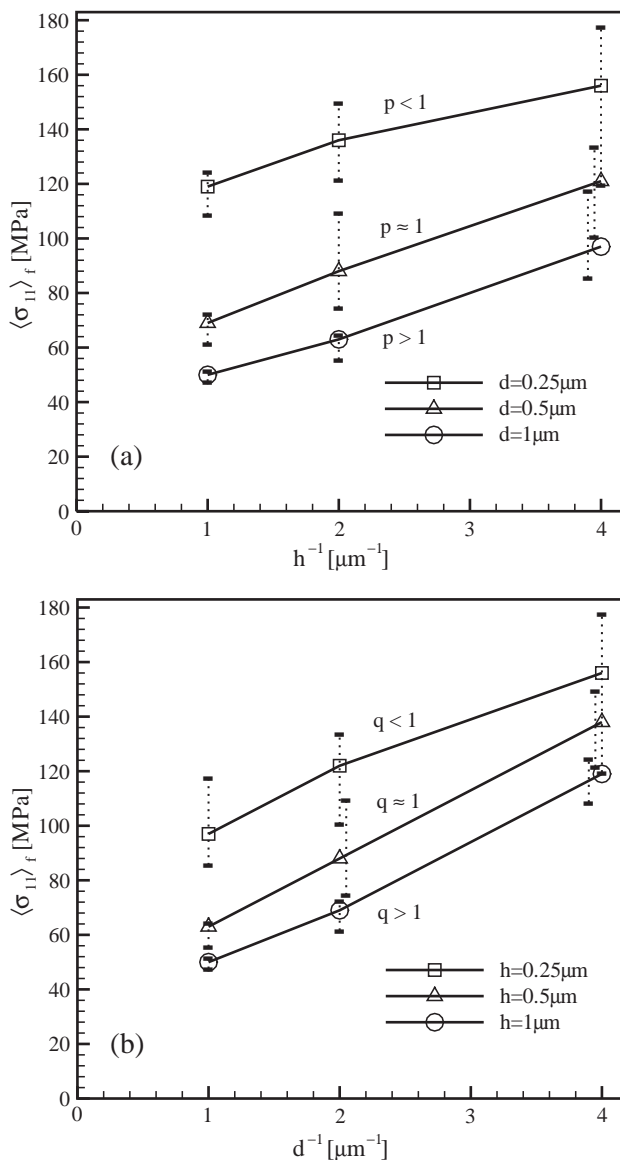 180
160
140
120
100
80
60
40
20
0
⟨σ₁₁⟩ f [MPa]
p < 1
p ≈ 1
p > 1
d=0.25μm
d=0.5μm
d=1μm
(a)
0 1 2 3 4
h⁻¹ [μm⁻¹]
180
160
140
120
100
80
60
40
20
0
⟨σ₁₁⟩ f [MPa]
q < 1
q ≈ 1
q > 1
h=0.25μm
h=0.5μm
h=1μm
(b)
0 1 2 3 4
d⁻¹ [μm⁻¹]